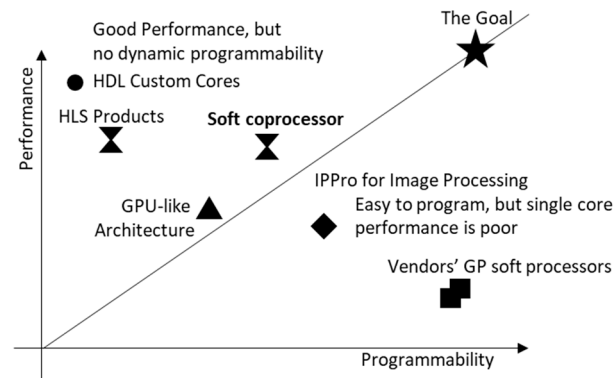 The Goal
Good Performance, but
no dynamic programmability
HDL Custom Cores
HLS Products
Soft coprocessor
Performance
IPPro for Image Processing
Easy to program, but single core
performance is poor
GPU-like
Architecture
Vendors' GP soft processors
Programmability